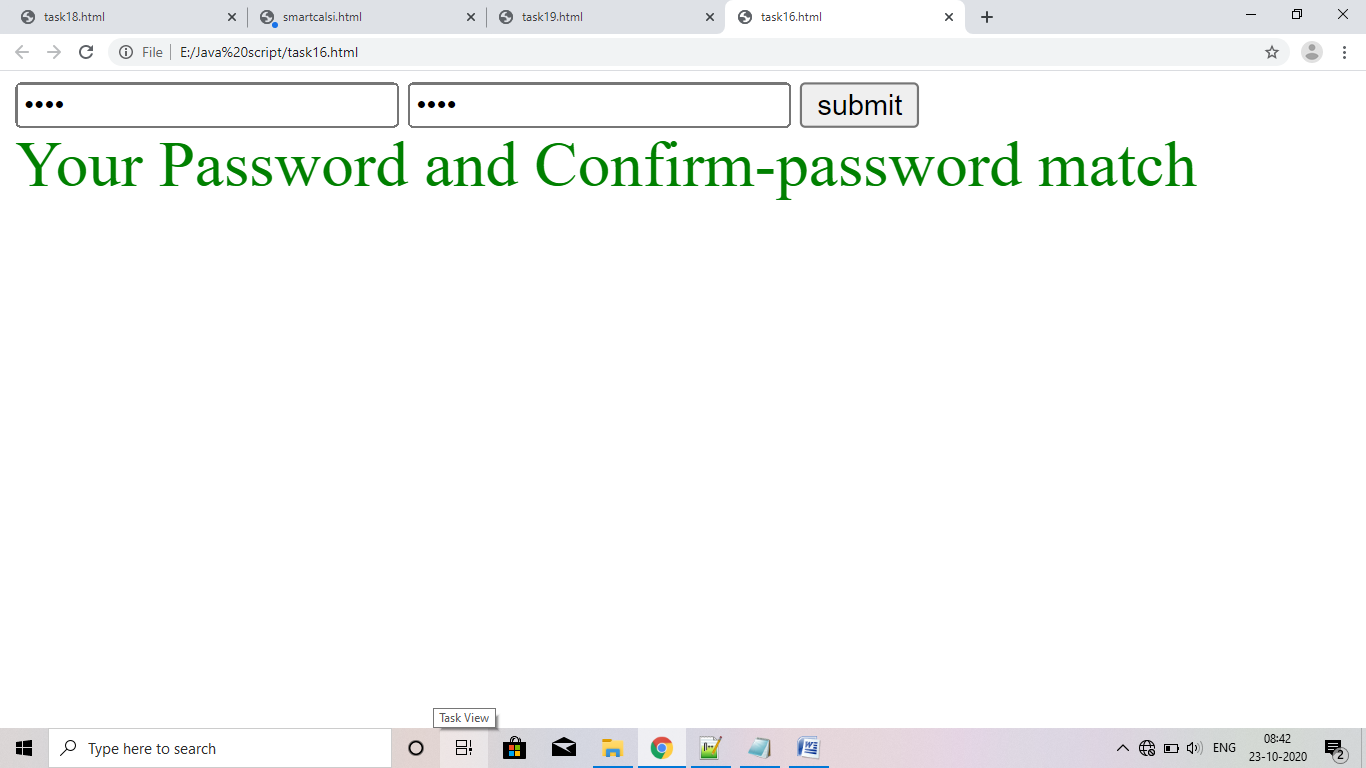 task18.html
smartcalsi.html
task19.html
task16.html
File
E:/Java%20script/task16.html
•••• •••• submit
Your Password and Confirm-password match
Task View
Type here to search
ENG
08:42
23-10-2020
2